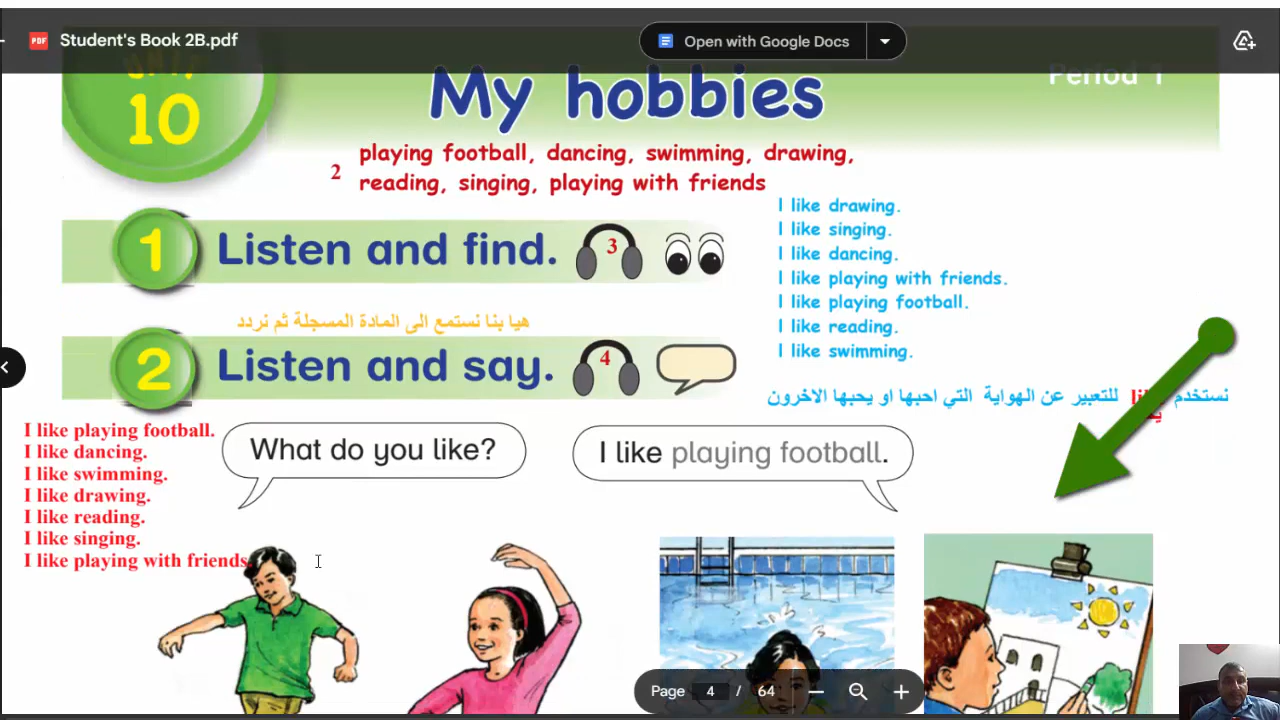 Student's Book 2B.pdf
Open with Google Docs
UNIT
10
My hobbies
Period 1
2
playing football, dancing, swimming, drawing,
reading, singing, playing with friends
1
Listen and find.
3
I like drawing.
I like singing.
I like dancing.
I like playing with friends.
I like playing football.
I like reading.
I like swimming.
هيا بنا نستمع الى المادة المسجلة ثم نردد
2
Listen and say.
4
نستخدم للتعبير عن الهواية التي احبها او يحبها الاخرون
I like playing football.
I like dancing.
I like swimming.
I like drawing.
I like reading.
I like singing.
I like playing with friends.
What do you like?
I like playing football.
Page 4 / 64